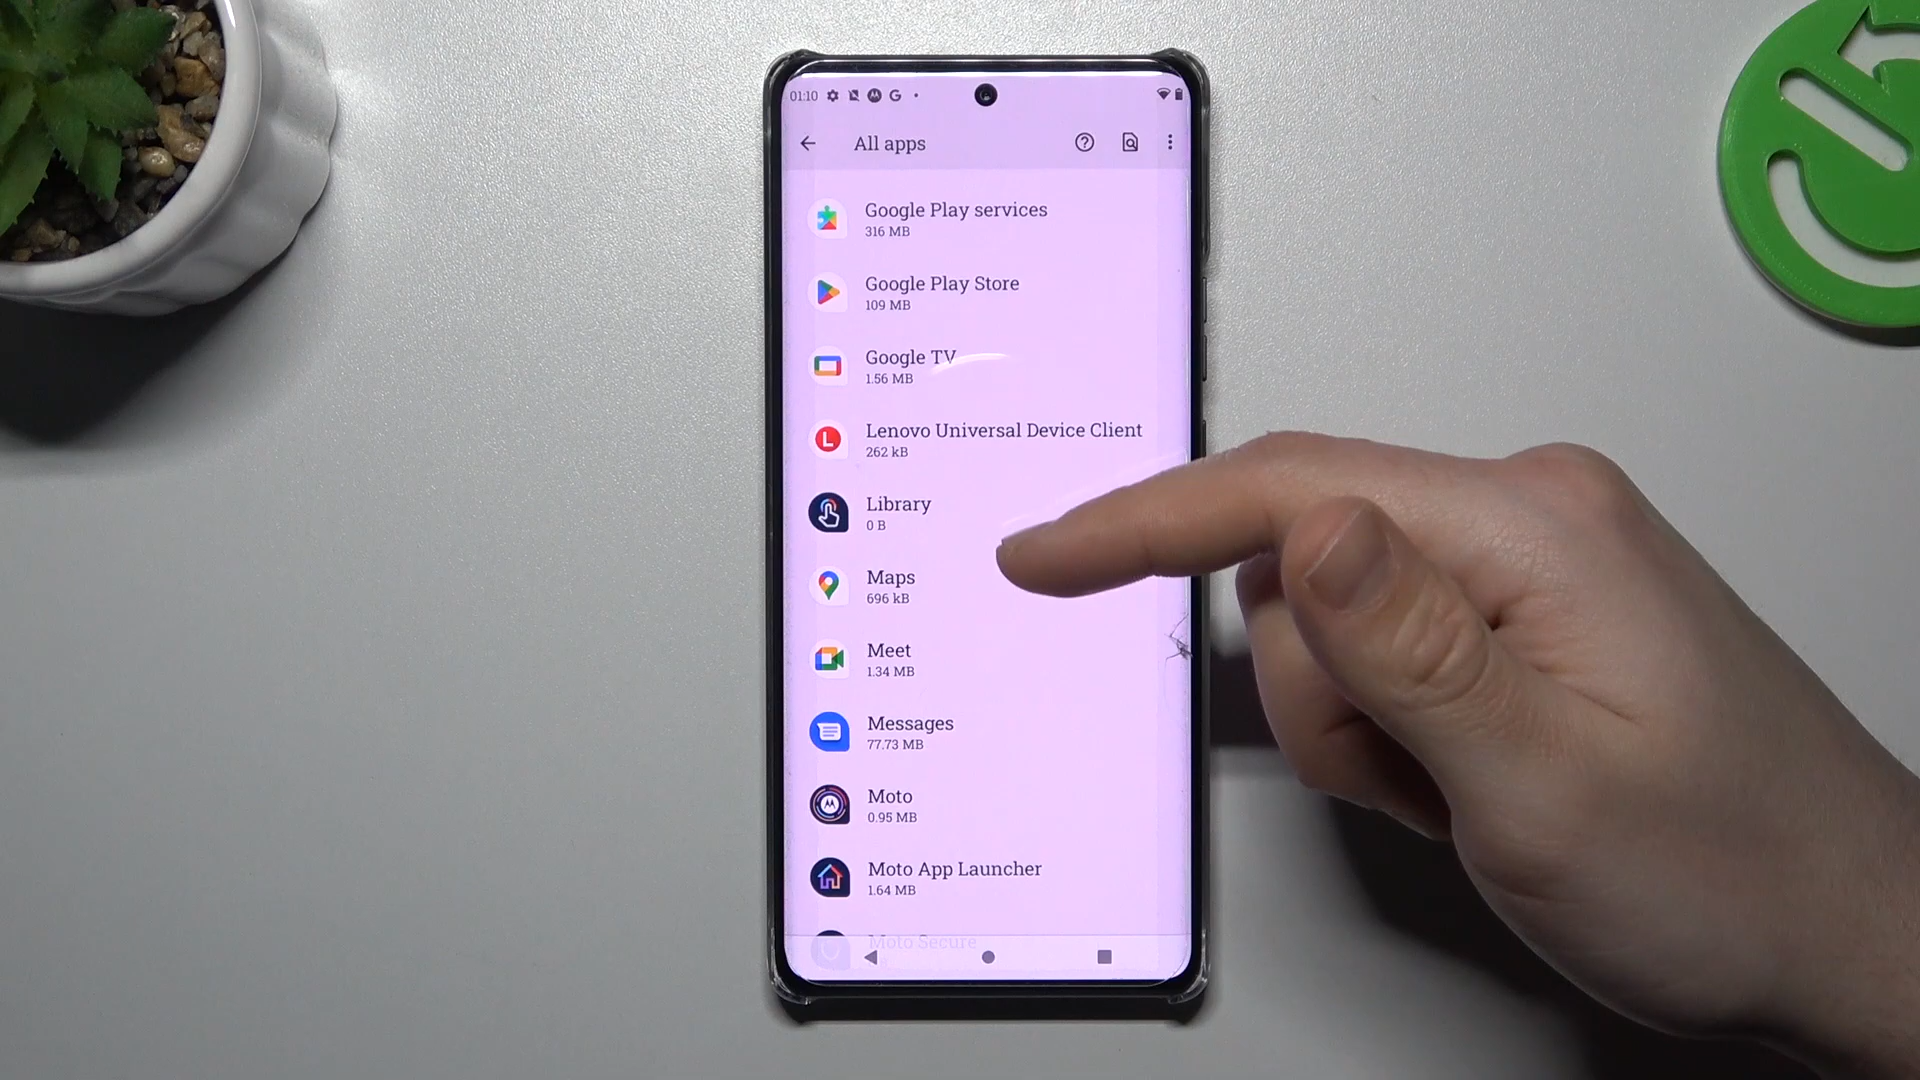 01:10
All apps
Google Play services
316 MB
Google Play Store
109 MB
Google TV
1.56 MB
Lenovo Universal Device Client
262 kB
Library
0 B
Maps
696 kB
Meet
1.34 MB
Messages
77.73 MB
Moto
0.95 MB
Moto App Launcher
1.64 MB
Moto Secure